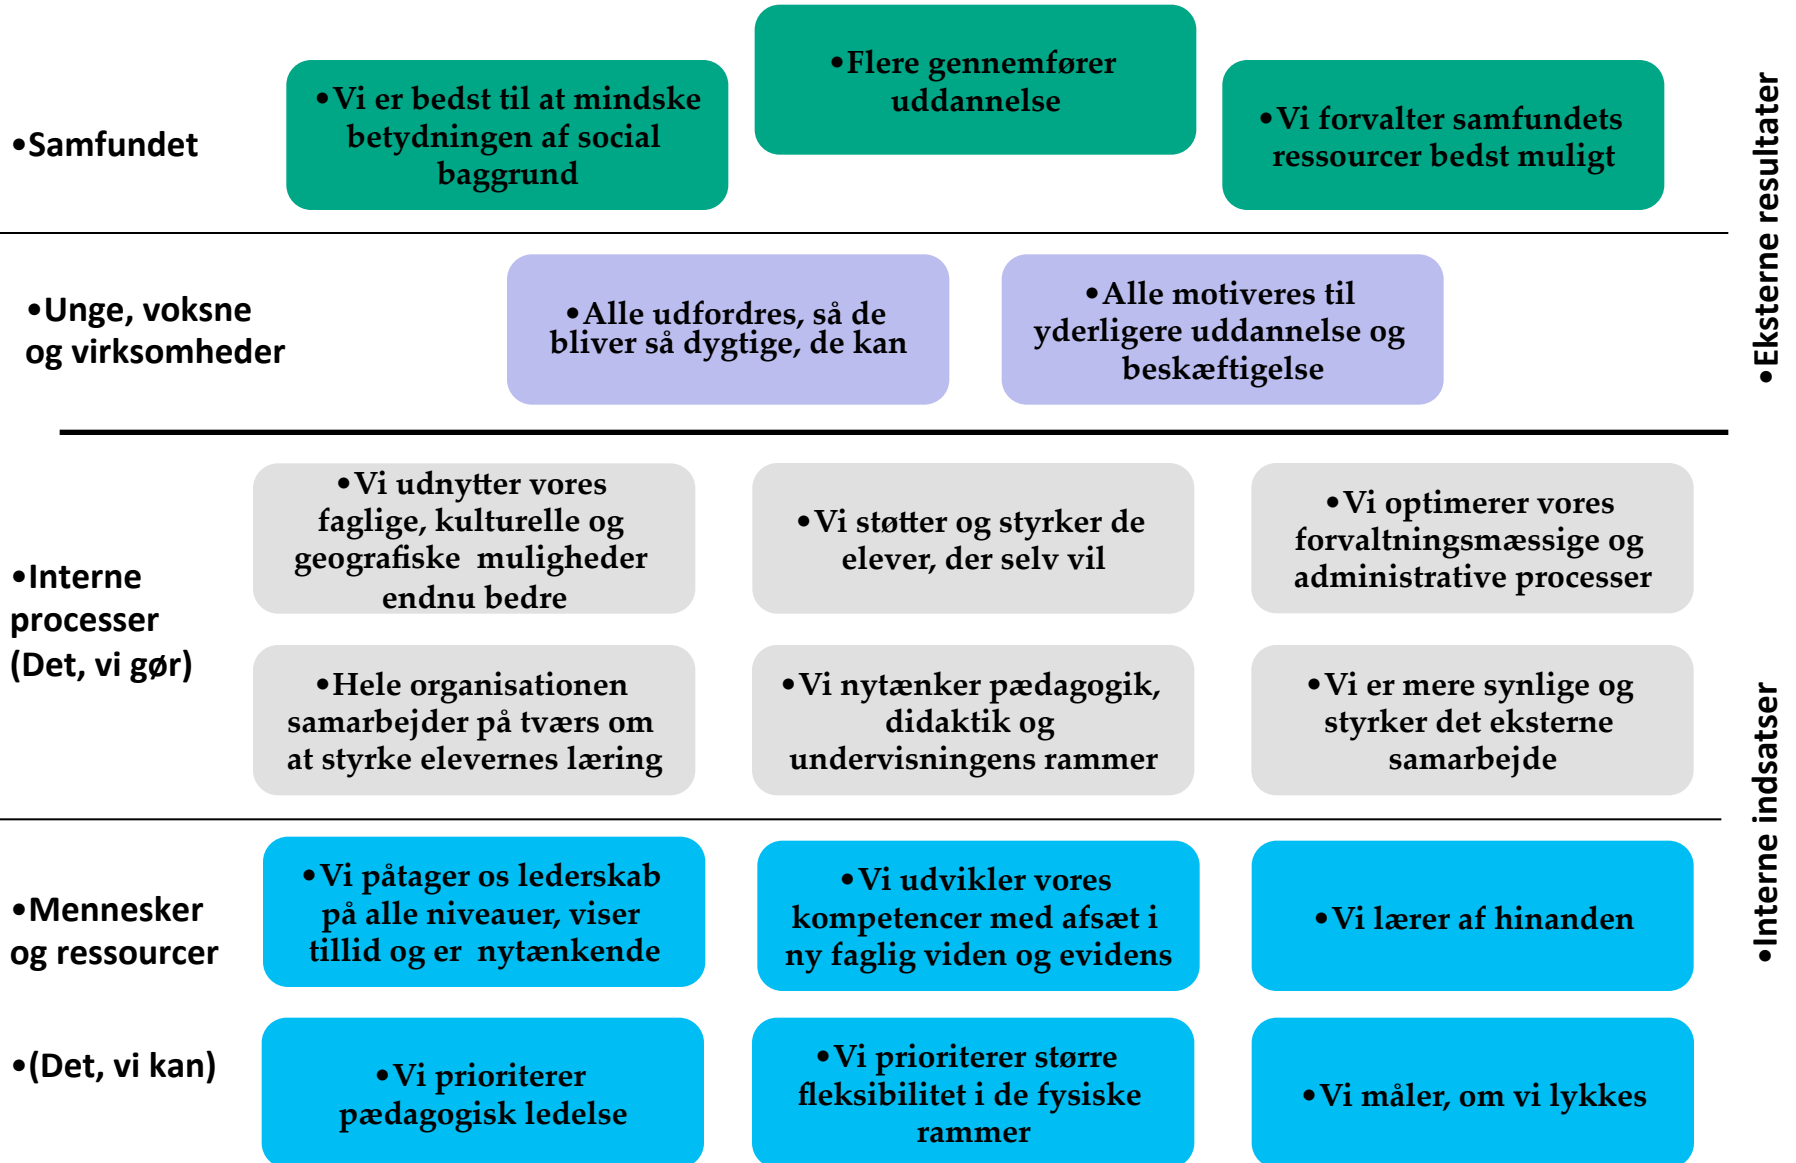 •Samfundet
•Vi er bedst til at mindske
betydningen af social
baggrund
•Flere gennemfører
uddannelse
•Vi forvalter samfundets
ressourcer bedst muligt
•Eksterne resultater
•Unge, voksne
og virksomheder
•Alle udfordres, så de
bliver så dygtige, de kan
•Alle motiveres til
yderligere uddannelse og
beskæftigelse
•Interne
processer
(Det, vi gør)
•Vi udnytter vores
faglige, kulturelle og
geografiske muligheder
endnu bedre
•Vi støtter og styrker de
elever, der selv vil
•Vi optimerer vores
forvaltningsmæssige og
administrative processer
•Hele organisationen
samarbejder på tværs om
at styrke elevernes læring
•Vi nytænker pædagogik,
didaktik og
undervisningens rammer
•Vi er mere synlige og
styrker det eksterne
samarbejde
•Interne indsatser
•Mennesker
og ressourcer
•Vi påtager os lederskab
på alle niveauer, viser
tillid og er nytænkende
•Vi udvikler vores
kompetencer med afsæt i
ny faglig viden og evidens
•Vi lærer af hinanden
•(Det, vi kan)
•Vi prioriterer
pædagogisk ledelse
•Vi prioriterer større
fleksibilitet i de fysiske
rammer
•Vi måler, om vi lykkes